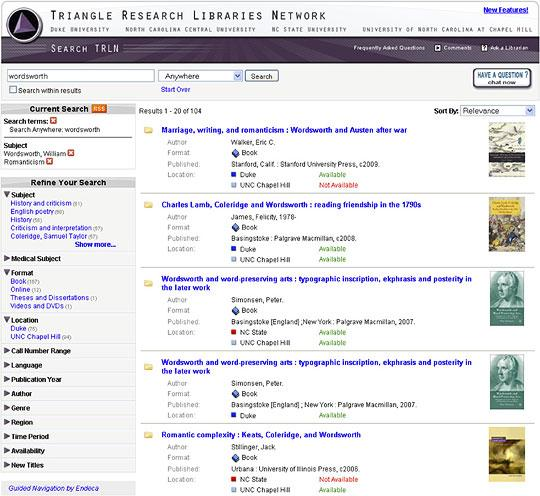 TRIANGLE RESEARCH LIBRARIES NETWORK
New Features!
DUKE UNIVERSITY NORTH CAROLINA CENTRAL UNIVERSITY NC STATE UNIVERSITY UNIVERSITY OF NORTH CAROLINA AT CHAPEL HILL
SEARCH TRLN
Frequently Asked Questions Comments ? Ask a Librarian
wordsworth Anywhere Search
Search within results Start Over
HAVE A QUESTION?
chat now
Current Search RSS
Search terms:
Search Anywhere: wordsworth
Subject
Wordsworth, William
Romanticism
Refine Your Search
Subject
History and criticism (61)
English poetry
History
Criticism and interpretation (57)
Coleridge, Samuel Taylor
Show more...
Medical Subject
Format
Book
Online (12)
Theses and Dissertations (1)
Videos and DVDs (1)
Location
Duke
UNC Chapel Hill (94)
Call Number Range
Language
Publication Year
Author
Genre
Region
Time Period
Availability
New Titles
Guided Navigation by Endeca
Results 1 - 20 of 104
Sort By: Relevance
Marriage, writing, and romanticism : Wordsworth and Austen after war
Author Walker, Eric C.
Format Book
Published: Stanford, Calif. : Stanford University Press, c2009.
Location: Duke Available
UNC Chapel Hill Not Available
Charles Lamb, Coleridge and Wordsworth : reading friendship in the 1790s
Author James, Felicity, 1978-
Format Book
Published: Basingstoke : Palgrave Macmillan, c2008.
Location: Duke Available
UNC Chapel Hill Available
Wordsworth and word-preserving arts : typographic inscription, ekphrasis and posterity in
the later work
Author Simonsen, Peter.
Format Book
Published: Basingstoke [England] ;New York : Palgrave Macmillan, 2007.
Location: NC State Available
UNC Chapel Hill Available
Wordsworth and word-preserving arts : typographic inscription, ekphrasis and posterity in
the later work
Author Simonsen, Peter.
Format Book
Published: Basingstoke [England] ; New York : Palgrave Macmillan, 2007.
Location: Duke Available
Romantic complexity : Keats, Coleridge, and Wordsworth
Author Stillinger, Jack.
Format Book
Published: Urbana : University of Illinois Press, c2006.
Location: NC State Not Available
UNC Chapel Hill Available